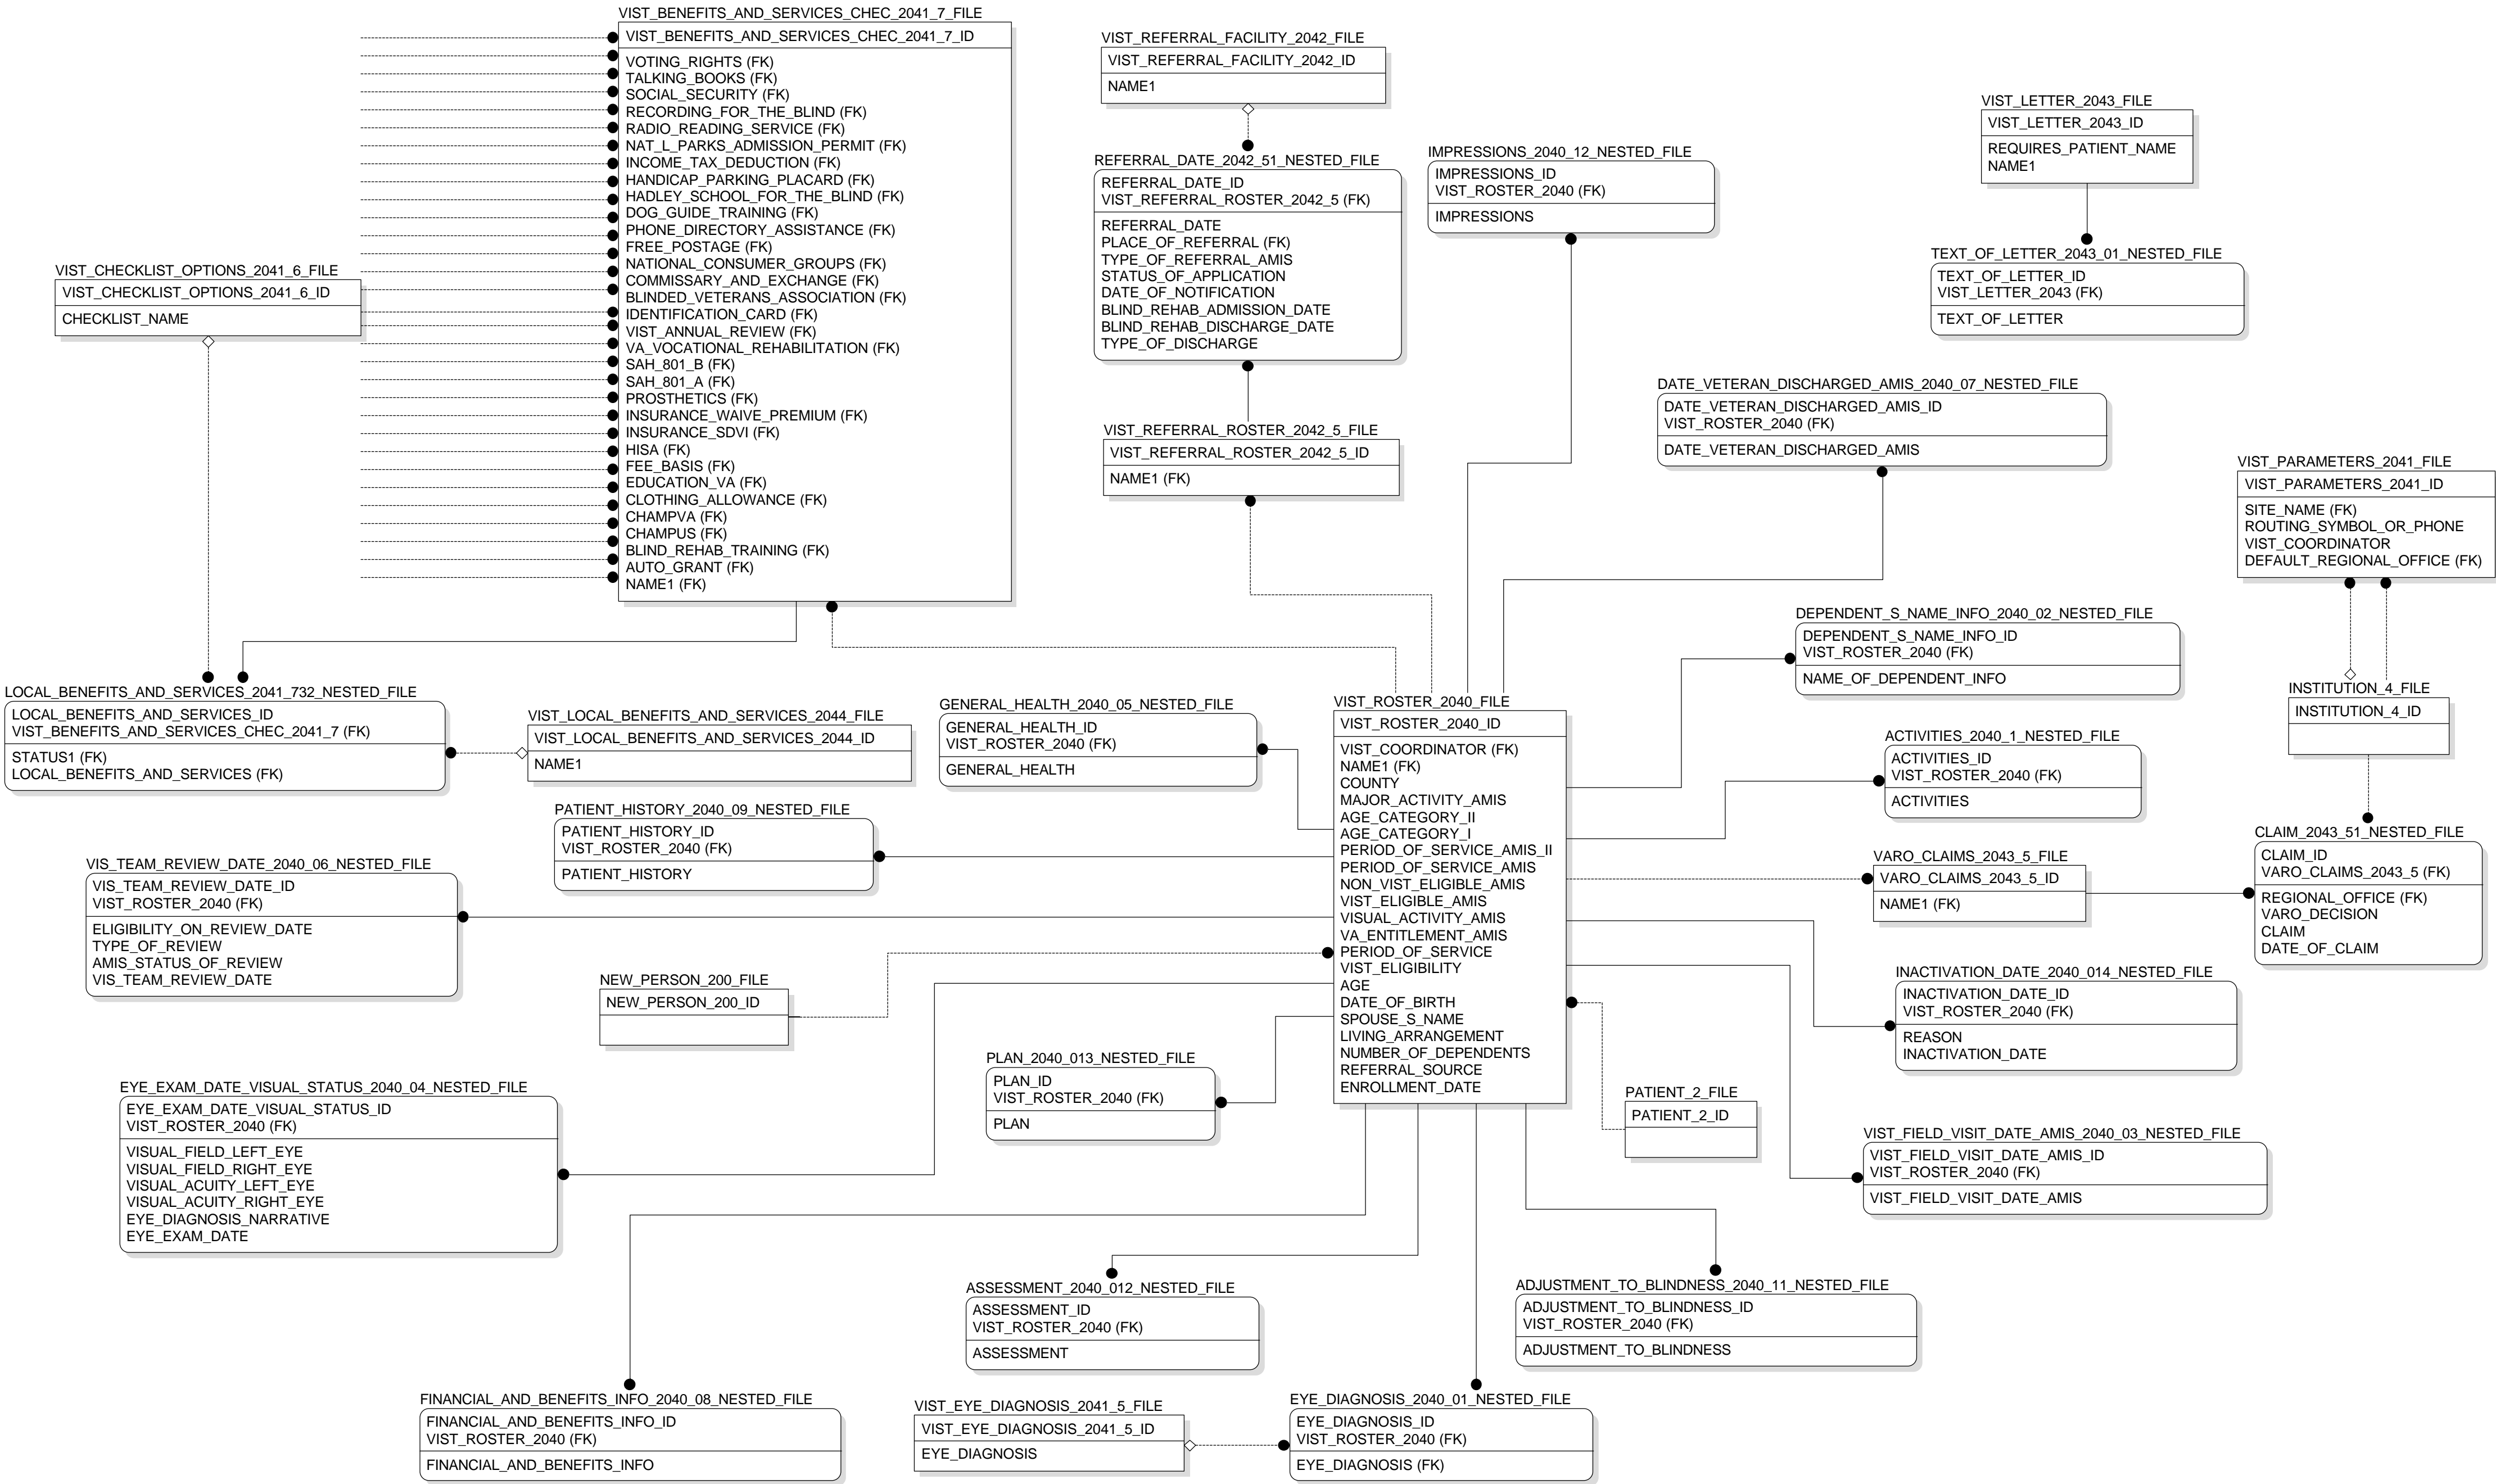 VIST_BENEFITS_AND_SERVICES_CHEC_2041_7_FILE
VIST_BENEFITS_AND_SERVICES_CHEC_2041_7_ID
VOTING_RIGHTS (FK)
TALKING_BOOKS (FK)
SOCIAL_SECURITY (FK)
RECORDING_FOR_THE_BLIND (FK)
RADIO_READING_SERVICE (FK)
NAT_L_PARKS_ADMISSION_PERMIT (FK)
INCOME_TAX_DEDUCTION (FK)
HANDICAP_PARKING_PLACARD (FK)
HADLEY_SCHOOL_FOR_THE_BLIND (FK)
DOG_GUIDE_TRAINING (FK)
PHONE_DIRECTORY_ASSISTANCE (FK)
FREE_POSTAGE (FK)
NATIONAL_CONSUMER_GROUPS (FK)
COMMISSARY_AND_EXCHANGE (FK)
BLINDED_VETERANS_ASSOCIATION (FK)
IDENTIFICATION_CARD (FK)
VIST_ANNUAL_REVIEW (FK)
VA_VOCATIONAL_REHABILITATION (FK)
SAH_801_B (FK)
SAH_801_A (FK)
PROSTHETICS (FK)
INSURANCE_WAIVE_PREMIUM (FK)
INSURANCE_SDVI (FK)
HISA (FK)
FEE_BASIS (FK)
EDUCATION_VA (FK)
CLOTHING_ALLOWANCE (FK)
CHAMPVA (FK)
CHAMPUS (FK)
BLIND_REHAB_TRAINING (FK)
AUTO_GRANT (FK)
NAME1 (FK)
VIST_REFERRAL_FACILITY_2042_FILE
VIST_REFERRAL_FACILITY_2042_ID
NAME1
REFERRAL_DATE_2042_51_NESTED_FILE
REFERRAL_DATE_ID
VIST_REFERRAL_ROSTER_2042_5 (FK)
REFERRAL_DATE
PLACE_OF_REFERRAL (FK)
TYPE_OF_REFERRAL_AMIS
STATUS_OF_APPLICATION
DATE_OF_NOTIFICATION
BLIND_REHAB_ADMISSION_DATE
BLIND_REHAB_DISCHARGE_DATE
TYPE_OF_DISCHARGE
IMPRESSIONS_2040_12_NESTED_FILE
IMPRESSIONS_ID
VIST_ROSTER_2040 (FK)
IMPRESSIONS
VIST_LETTER_2043_FILE
VIST_LETTER_2043_ID
REQUIRES_PATIENT_NAME
NAME1
TEXT_OF_LETTER_2043_01_NESTED_FILE
TEXT_OF_LETTER_ID
VIST_LETTER_2043 (FK)
TEXT_OF_LETTER
VIST_CHECKLIST_OPTIONS_2041_6_FILE
VIST_CHECKLIST_OPTIONS_2041_6_ID
CHECKLIST_NAME
DATE_VETERAN_DISCHARGED_AMIS_2040_07_NESTED_FILE
DATE_VETERAN_DISCHARGED_AMIS_ID
VIST_ROSTER_2040 (FK)
DATE_VETERAN_DISCHARGED_AMIS
VIST_REFERRAL_ROSTER_2042_5_FILE
VIST_REFERRAL_ROSTER_2042_5_ID
NAME1 (FK)
VIST_PARAMETERS_2041_FILE
VIST_PARAMETERS_2041_ID
SITE_NAME (FK)
ROUTING_SYMBOL_OR_PHONE
VIST_COORDINATOR
DEFAULT_REGIONAL_OFFICE (FK)
DEPENDENT_S_NAME_INFO_2040_02_NESTED_FILE
DEPENDENT_S_NAME_INFO_ID
VIST_ROSTER_2040 (FK)
NAME_OF_DEPENDENT_INFO
LOCAL_BENEFITS_AND_SERVICES_2041_732_NESTED_FILE
LOCAL_BENEFITS_AND_SERVICES_ID
VIST_BENEFITS_AND_SERVICES_CHEC_2041_7 (FK)
STATUS1 (FK)
LOCAL_BENEFITS_AND_SERVICES (FK)
VIST_LOCAL_BENEFITS_AND_SERVICES_2044_FILE
VIST_LOCAL_BENEFITS_AND_SERVICES_2044_ID
NAME1
GENERAL_HEALTH_2040_05_NESTED_FILE
GENERAL_HEALTH_ID
VIST_ROSTER_2040 (FK)
GENERAL_HEALTH
VIST_ROSTER_2040_FILE
VIST_ROSTER_2040_ID
VIST_COORDINATOR (FK)
NAME1 (FK)
COUNTY
MAJOR_ACTIVITY_AMIS
AGE_CATEGORY_II
AGE_CATEGORY_I
PERIOD_OF_SERVICE_AMIS_II
PERIOD_OF_SERVICE_AMIS
NON_VIST_ELIGIBLE_AMIS
VIST_ELIGIBLE_AMIS
VISUAL_ACTIVITY_AMIS
VA_ENTITLEMENT_AMIS
PERIOD_OF_SERVICE
VIST_ELIGIBILITY
AGE
DATE_OF_BIRTH
SPOUSE_S_NAME
LIVING_ARRANGEMENT
NUMBER_OF_DEPENDENTS
REFERRAL_SOURCE
ENROLLMENT_DATE
INSTITUTION_4_FILE
INSTITUTION_4_ID
ACTIVITIES_2040_1_NESTED_FILE
ACTIVITIES_ID
VIST_ROSTER_2040 (FK)
ACTIVITIES
PATIENT_HISTORY_2040_09_NESTED_FILE
PATIENT_HISTORY_ID
VIST_ROSTER_2040 (FK)
PATIENT_HISTORY
CLAIM_2043_51_NESTED_FILE
CLAIM_ID
VARO_CLAIMS_2043_5 (FK)
REGIONAL_OFFICE (FK)
VARO_DECISION
CLAIM
DATE_OF_CLAIM
VARO_CLAIMS_2043_5_FILE
VARO_CLAIMS_2043_5_ID
NAME1 (FK)
VIS_TEAM_REVIEW_DATE_2040_06_NESTED_FILE
VIS_TEAM_REVIEW_DATE_ID
VIST_ROSTER_2040 (FK)
ELIGIBILITY_ON_REVIEW_DATE
TYPE_OF_REVIEW
AMIS_STATUS_OF_REVIEW
VIS_TEAM_REVIEW_DATE
NEW_PERSON_200_FILE
NEW_PERSON_200_ID
INACTIVATION_DATE_2040_014_NESTED_FILE
INACTIVATION_DATE_ID
VIST_ROSTER_2040 (FK)
REASON
INACTIVATION_DATE
PLAN_2040_013_NESTED_FILE
PLAN_ID
VIST_ROSTER_2040 (FK)
PLAN
EYE_EXAM_DATE_VISUAL_STATUS_2040_04_NESTED_FILE
EYE_EXAM_DATE_VISUAL_STATUS_ID
VIST_ROSTER_2040 (FK)
VISUAL_FIELD_LEFT_EYE
VISUAL_FIELD_RIGHT_EYE
VISUAL_ACUITY_LEFT_EYE
VISUAL_ACUITY_RIGHT_EYE
EYE_DIAGNOSIS_NARRATIVE
EYE_EXAM_DATE
PATIENT_2_FILE
PATIENT_2_ID
VIST_FIELD_VISIT_DATE_AMIS_2040_03_NESTED_FILE
VIST_FIELD_VISIT_DATE_AMIS_ID
VIST_ROSTER_2040 (FK)
VIST_FIELD_VISIT_DATE_AMIS
ASSESSMENT_2040_012_NESTED_FILE
ASSESSMENT_ID
VIST_ROSTER_2040 (FK)
ASSESSMENT
ADJUSTMENT_TO_BLINDNESS_2040_11_NESTED_FILE
ADJUSTMENT_TO_BLINDNESS_ID
VIST_ROSTER_2040 (FK)
ADJUSTMENT_TO_BLINDNESS
FINANCIAL_AND_BENEFITS_INFO_2040_08_NESTED_FILE
FINANCIAL_AND_BENEFITS_INFO_ID
VIST_ROSTER_2040 (FK)
FINANCIAL_AND_BENEFITS_INFO
VIST_EYE_DIAGNOSIS_2041_5_FILE
VIST_EYE_DIAGNOSIS_2041_5_ID
EYE_DIAGNOSIS
EYE_DIAGNOSIS_2040_01_NESTED_FILE
EYE_DIAGNOSIS_ID
VIST_ROSTER_2040 (FK)
EYE_DIAGNOSIS (FK)